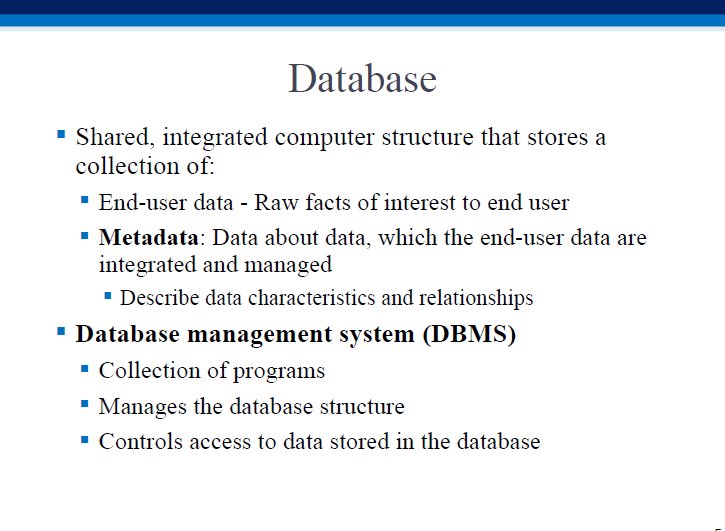 Database
▪ Shared, integrated computer structure that stores a
collection of:
▪ End-user data - Raw facts of interest to end user
▪ Metadata: Data about data, which the end-user data are
integrated and managed
▪ Describe data characteristics and relationships
▪ Database management system (DBMS)
▪ Collection of programs
▪ Manages the database structure
▪ Controls access to data stored in the database